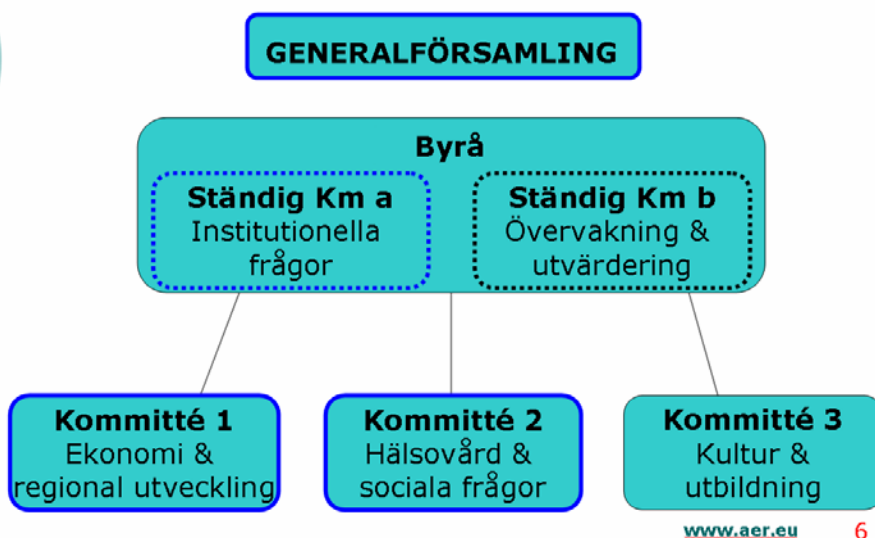 GENERALFÖRSAMLING
Byrå
Ständig Km a
Institutionella
frågor
Ständig Km b
Övervakning &
utvärdering
Kommitté 1
Ekonomi &
regional utveckling
Kommitté 2
Hälsovård &
sociala frågor
Kommitté 3
Kultur &
utbildning
www.aer.eu 6